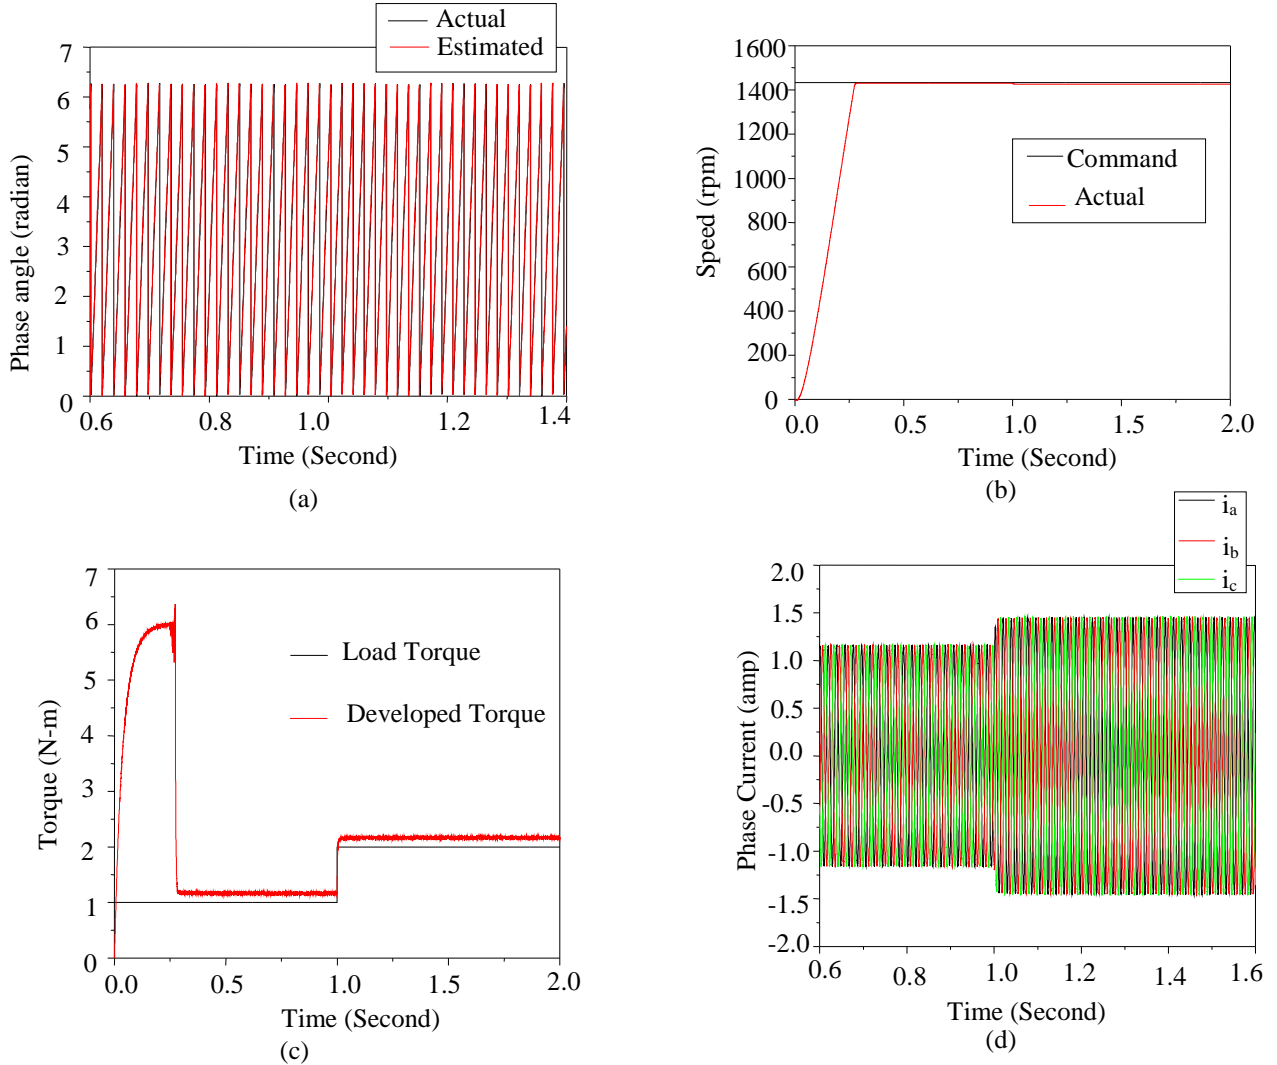 Actual
Estimated
7
6
5
4
3
2
1
0
0.6
0.8
1.0
1.2
1.4
Phase angle (radian)
Time (Second)
(a)
1600
1400
1200
1000
800
600
400
200
0
0.0
0.5
1.0
1.5
2.0
Speed (rpm)
Command
Actual
Time (Second)
(b)
7
6
5
4
3
2
1
0
0.0
0.5
1.0
1.5
2.0
Torque (N-m)
Load Torque
Developed Torque
Time (Second)
(c)
ia
ib
ic
2.0
1.5
1.0
0.5
0.0
-0.5
-1.0
-1.5
-2.0
0.6
0.8
1.0
1.2
1.4
1.6
Phase Current (amp)
Time (Second)
(d)